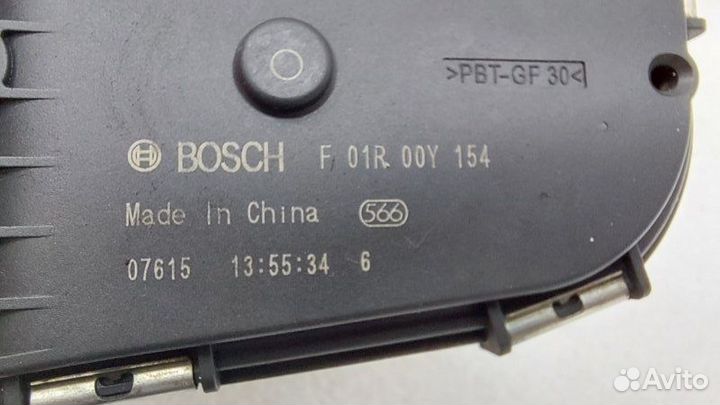 >PBT-GF 30<
BOSCH F 01R 00Y 154
Made In China 566
07615 13:55:34 6
Avito